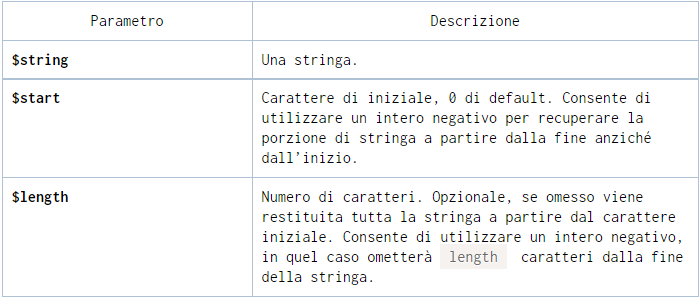 Parametro Descrizione
$string Una stringa.
$start Carattere di iniziale, 0 di default. Consente di
utilizzare un intero negativo per recuperare la
porzione di stringa a partire dalla fine anziché
dall'inizio.
$length Numero di caratteri. Opzionale, se omesso viene
restituita tutta la stringa a partire dal carattere
iniziale. Consente di utilizzare un intero negativo,
in quel caso ometterà length caratteri dalla fine
della stringa.